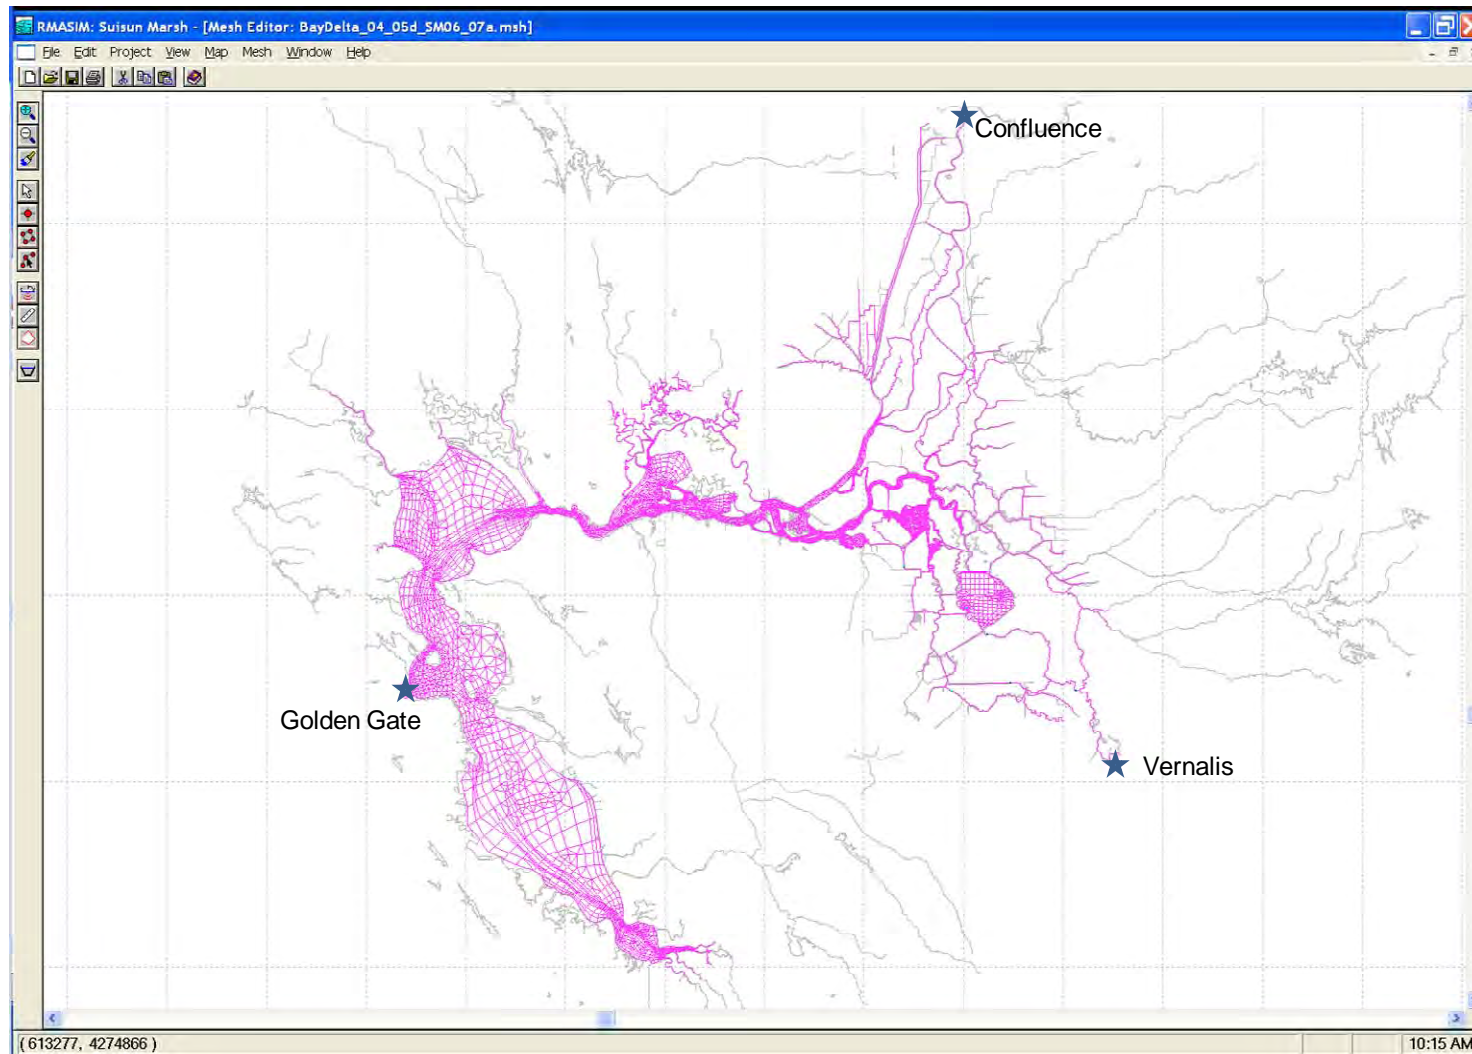 RMASIM: Suisun Marsh - [Mesh Editor: BayDelta_04_05d_SM06_07a.msh]
File Edit Project View Map Mesh Window Help
Confluence
Golden Gate
Vernalis
( 613277, 4274866 )
10:15 AM